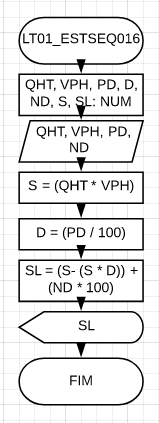 LT01_ESTSEQ016
QHT, VPH, PD, D,
ND, S, SL: NUM
QHT, VPH, PD,
ND
S = (QHT * VPH)
D = (PD / 100)
SL = (S- (S * D)) +
(ND * 100)
SL
FIM